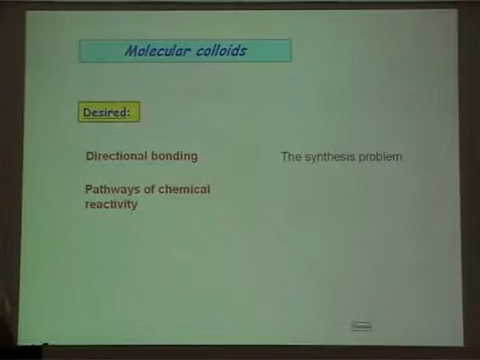 Molecular colloids
Desired:
Directional bonding
The synthesis problem
Pathways of chemical
reactivity